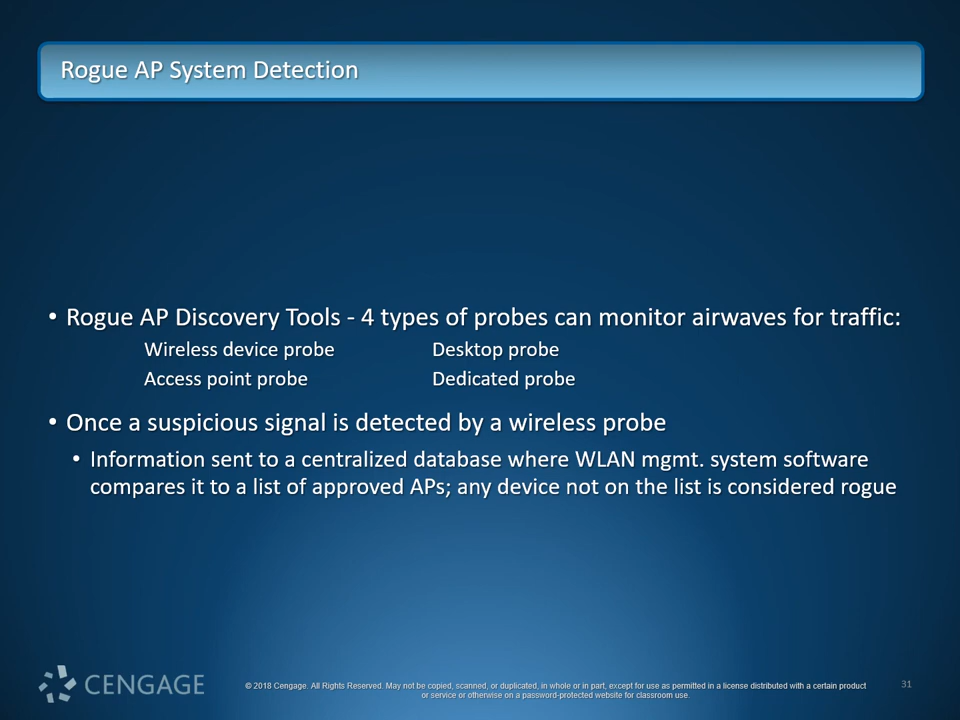 Rogue AP System Detection
• Rogue AP Discovery Tools - 4 types of probes can monitor airwaves for traffic:
Wireless device probe Desktop probe
Access point probe Dedicated probe
• Once a suspicious signal is detected by a wireless probe
• Information sent to a centralized database where WLAN mgmt. system software
compares it to a list of approved APs; any device not on the list is considered rogue
CENGAGE
© 2018 Cengage. All Rights Reserved. May not be copied, scanned, or duplicated, in whole or in part, except for use as permitted in a license distributed with a certain product
or service or otherwise on a password-protected website for classroom use.
31